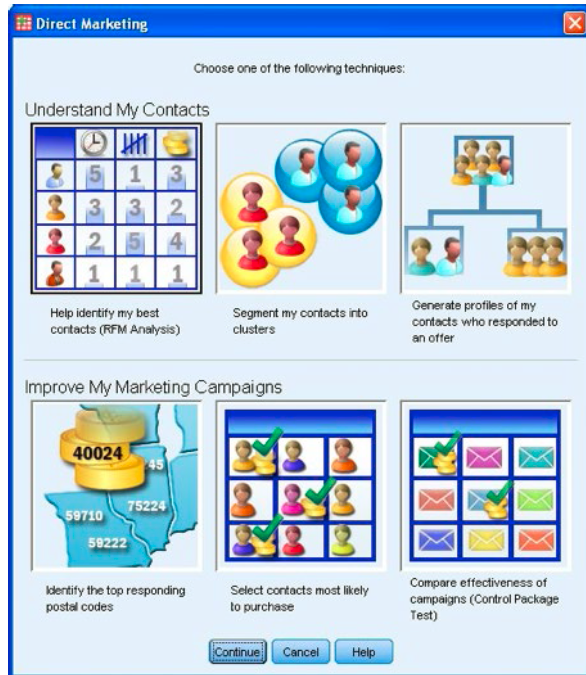 Direct Marketing
Choose one of the following techniques:
Understand My Contacts
5 1 3
3 3 2
2 5 4
1 1 1
Help identify my best
contacts (RFM Analysis)
Segment my contacts into
clusters
Generate profiles of my
contacts who responded to
an offer
Improve My Marketing Campaigns
40024
45
59710
75224
59222
Identify the top responding
postal codes
Select contacts most likely
to purchase
Compare effectiveness of
campaigns (Control Package
Test)
Continue Cancel Help